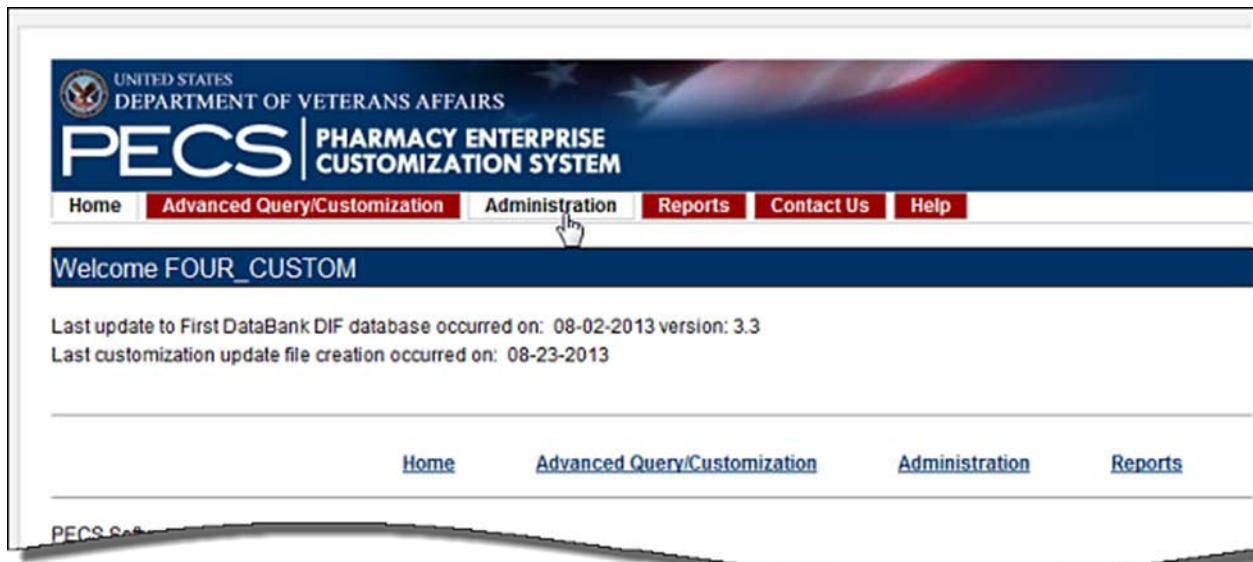 UNITED STATES
DEPARTMENT OF VETERANS AFFAIRS
PECS PHARMACY ENTERPRISE
CUSTOMIZATION SYSTEM
Home Advanced Query/Customization Administration Reports Contact Us Help
Welcome FOUR_CUSTOM
Last update to First DataBank DIF database occurred on: 08-02-2013 version: 3.3
Last customization update file creation occurred on: 08-23-2013
Home Advanced Query/Customization Administration Reports
PECS